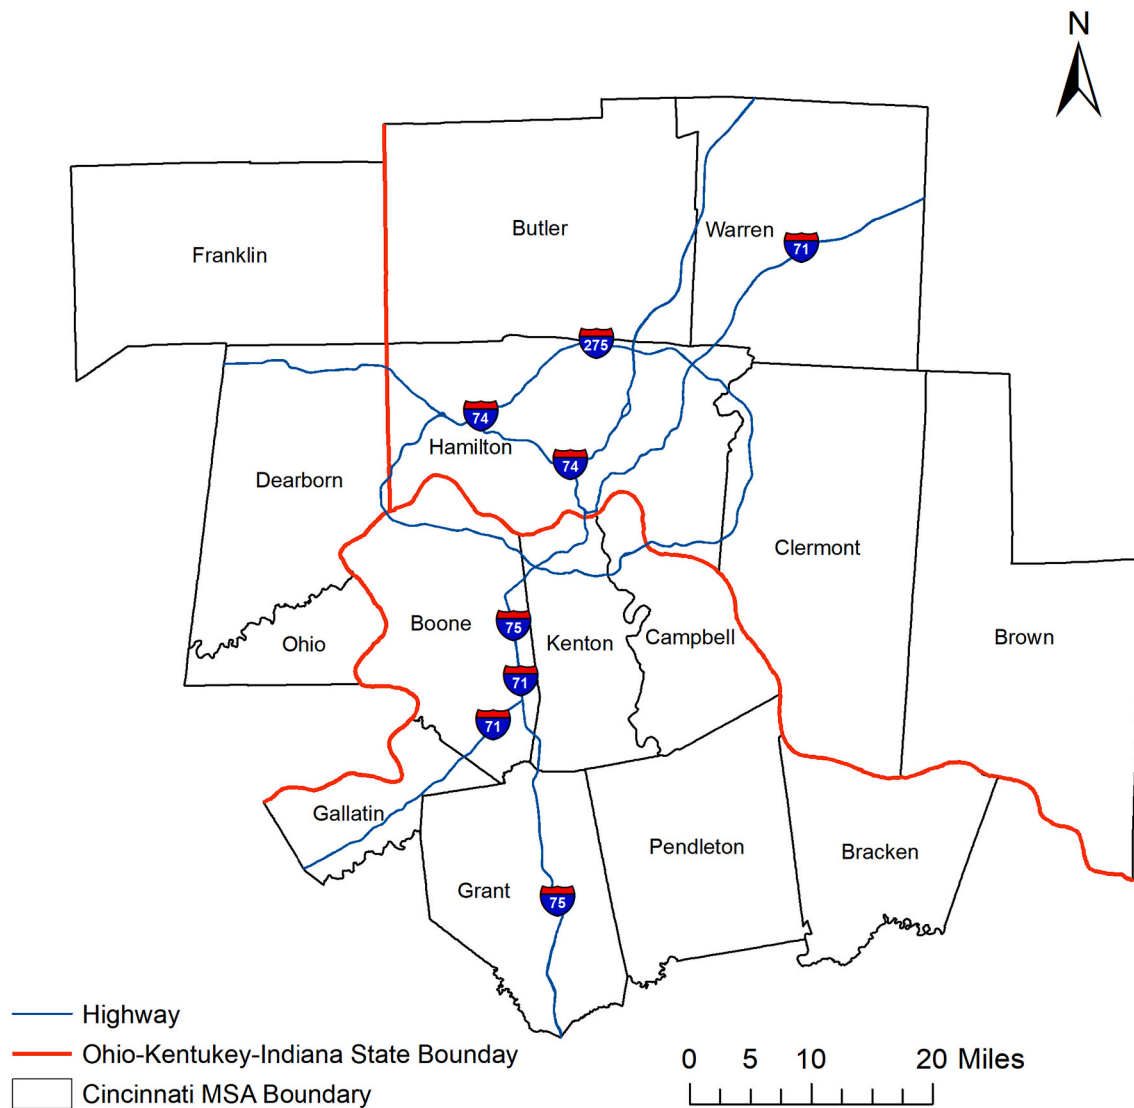 N
Butler
Warren
71
Franklin
275
74
Hamilton
74
Dearborn
Clermont
Boone
75
Kenton
Campbell
Brown
Ohio
71
71
Gallatin
Pendleton
Bracken
Grant
75
Highway
Ohio-Kentukey-Indiana State Bounday
Cincinnati MSA Boundary
0 5 10 20 Miles